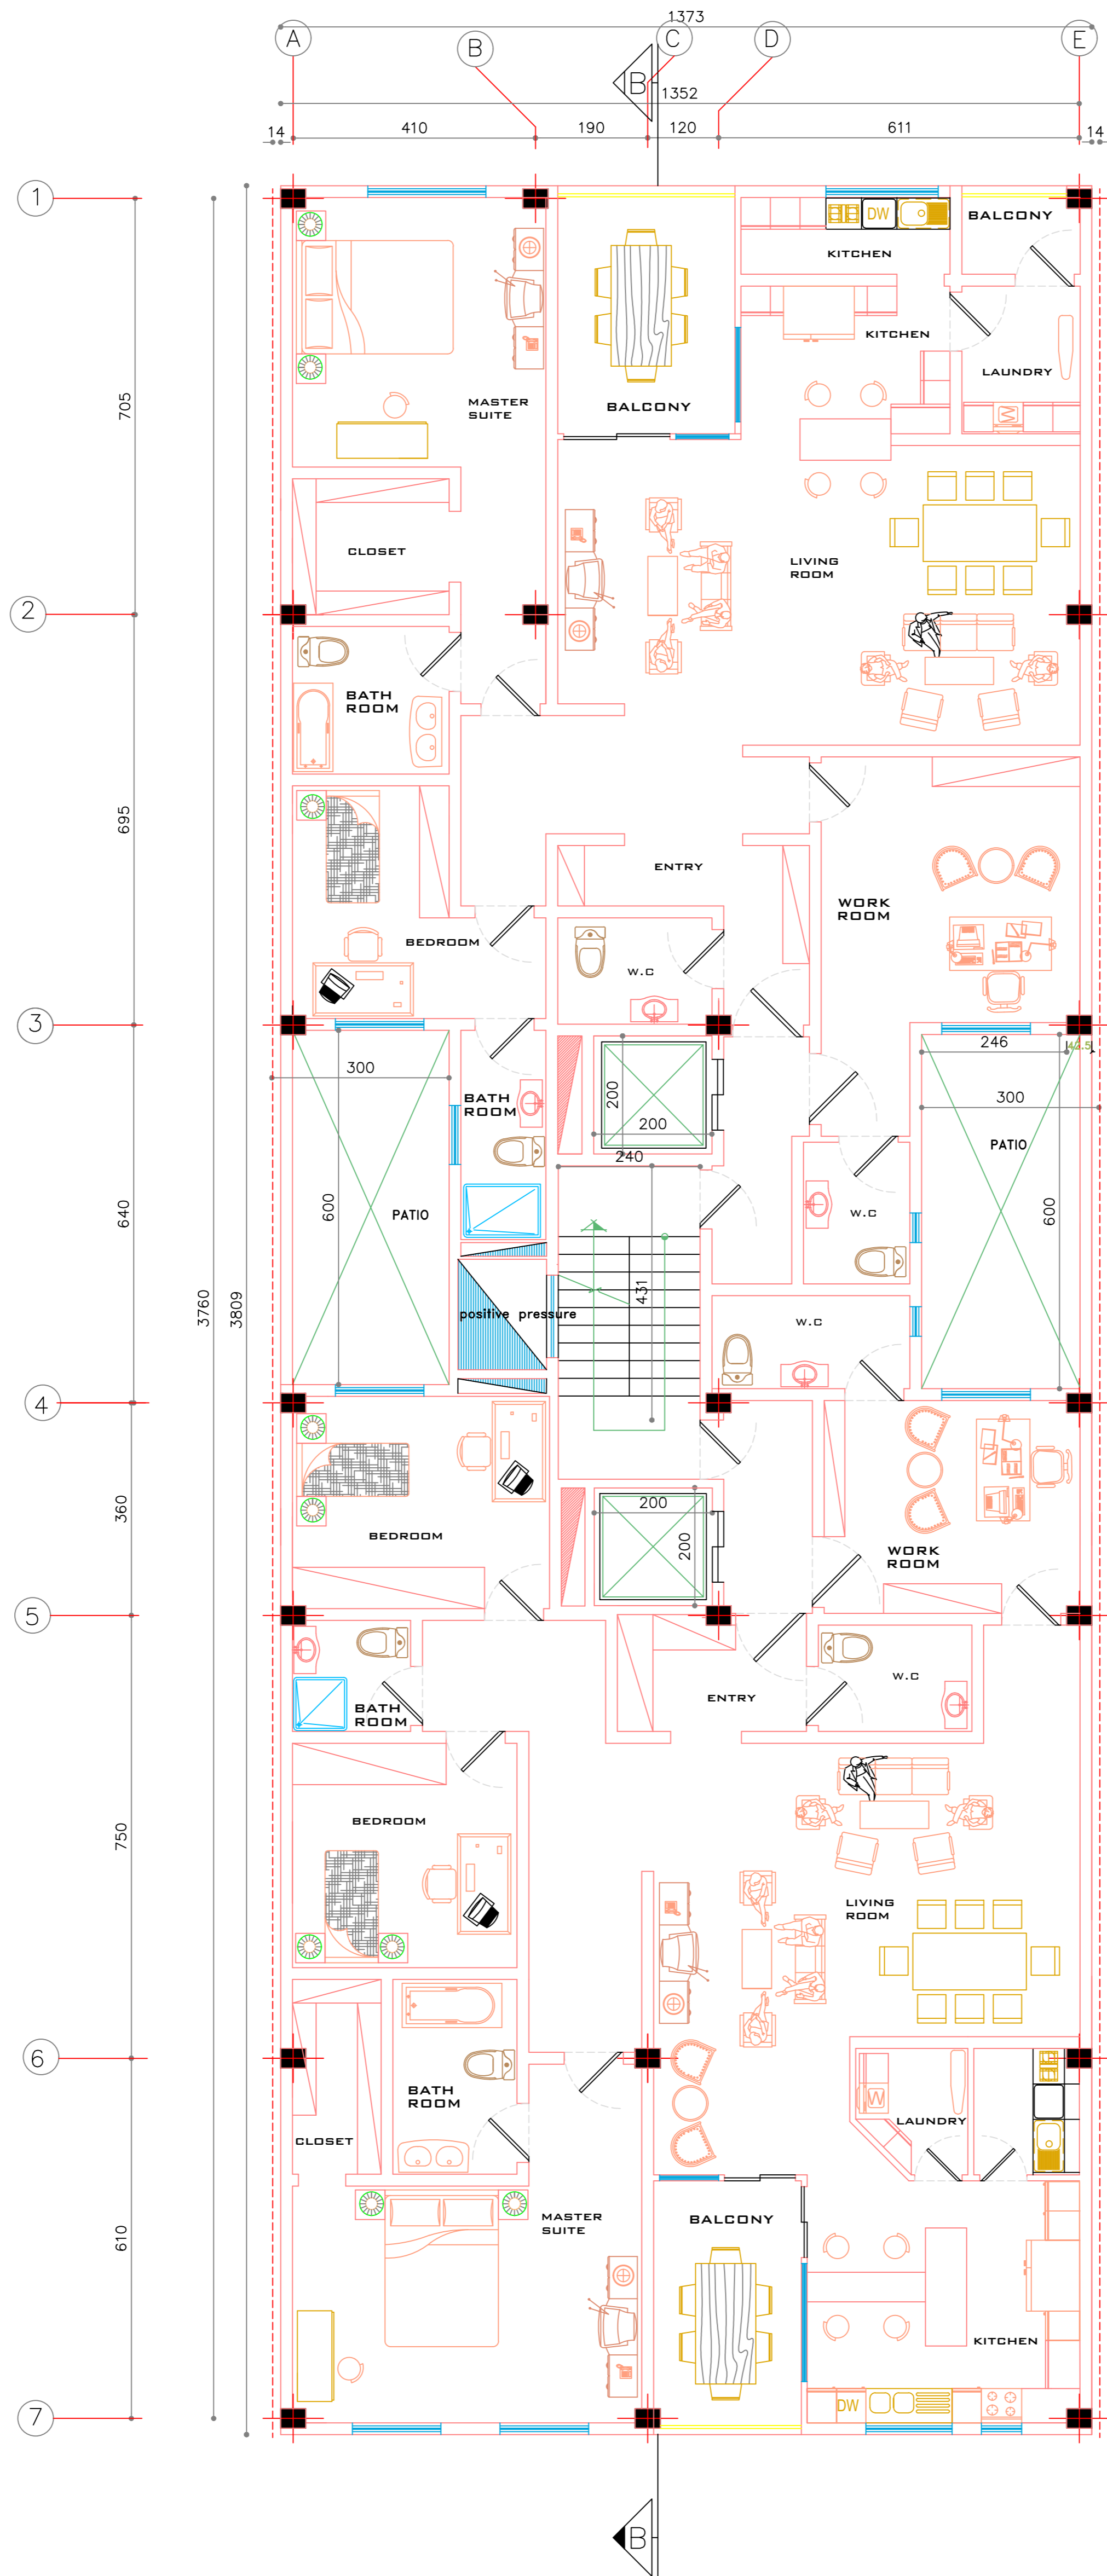 1373
A
B
C
D
E
B
1352
14
410
190
120
611
14
1
BALCONY
DW
KITCHEN
KITCHEN
LAUNDRY
705
MASTER
SUITE
BALCONY
W
CLOSET
LIVING
ROOM
2
BATH
ROOM
695
ENTRY
WORK
ROOM
BEDROOM
W.C
3
246
46.5
300
200
BATH
ROOM
300
200
PATIO
240
600
640
PATIO
W.C
600
3760
3809
431
positive pressure
W.C
4
360
200
200
BEDROOM
WORK
ROOM
5
W.C
ENTRY
BATH
ROOM
750
BEDROOM
LIVING
ROOM
6
W
BATH
ROOM
LAUNDRY
CLOSET
610
MASTER
SUITE
BALCONY
KITCHEN
7
DW
B